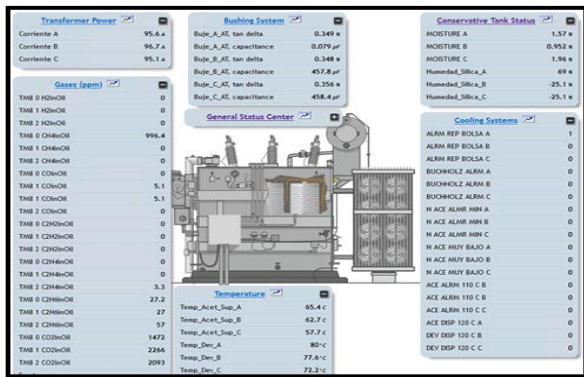 Transformer Power
Corriente A 95.6 A
Corriente B 96.7 A
Corriente C 95.1 A
Gases (ppm)
TM8 0 H2InOil 0
TM8 1 H2InOil 0
TM8 2 H2InOil 0
TM8 0 CH4InOil 996.4
TM8 1 CH4InOil 0
TM8 2 CH4InOil 0
TM8 0 COInOil 0
TM8 1 COInOil 5.1
TM8 1 COInOil 5.1
TM8 2 COInOil 0
TM8 0 C2H2InOil 0
TM8 1 C2H2InOil 0
TM8 2 C2H2InOil 0
TM8 0 C2H4InOil 0
TM8 1 C2H4InOil 0
TM8 2 C2H4InOil 3.3
TM8 0 C2H6InOil 27.2
TM8 1 C2H6InOil 27
TM8 2 C2H6InOil 57
TM8 0 CO2InOil 1472
TM8 1 CO2InOil 2266
TM8 2 CO2InOil 2093
Bushing System
Buje_A_AT, tan delta 0.349 %
Buje_A_AT, capacitance 0.079 pF
Buje_B_AT, tan delta 0.348 %
Buje_B_AT, capacitance 457.8 pF
Buje_C_AT, tan delta 0.356 %
Buje_C_AT, capacitance 458.4 pF
General Status Center
Temperature
Temp_Acet_Sup_A 65.4 C
Temp_Acet_Sup_B 62.7 C
Temp_Acet_Sup_C 57.7 C
Temp_Dev_A 80°C
Temp_Dev_B 77.6°C
Temp_Dev_C 72.2°C
Conservative Tank Status
MOISTURE A 1.57 %
MOISTURE B 0.952 %
MOISTURE C 1.96 %
Humedad_Silica_A 69 %
Humedad_Silica_B -25.1 %
Humedad_Silica_C -25.1 %
Cooling Systems
ALRM REP BOLSA A 1
ALRM REP BOLSA B 0
ALRM REP BOLSA C 0
BUCHHOLZ ALRM A 0
BUCHHOLZ ALRM B 0
BUCHHOLZ ALRM C 0
N ACE ALMR MIN A 0
N ACE ALMR MIN B 0
N ACE ALMR MIN C 0
N ACE MUY BAJO A 0
N ACE MUY BAJO B 0
N ACE MUY BAJO C 0
ACE ALRM 110 C B 0
ACE ALRM 110 C B 0
ACE ALRM 110 C C 0
ACE DISP 120 C A 0
DEV DISP 120 C B 0
DEV DISP 120 C C 0